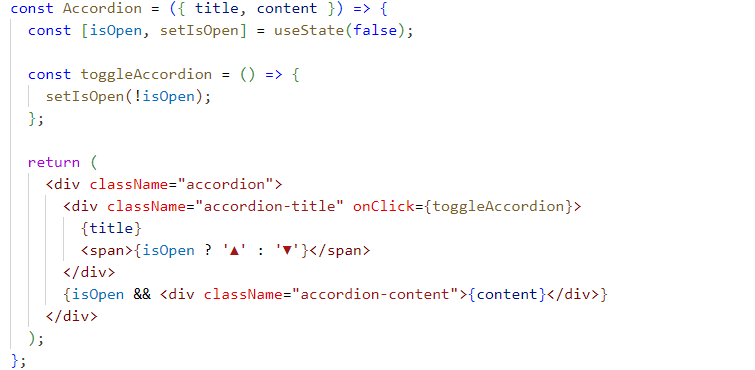 const Accordion = ({ title, content }) => {
  const [isOpen, setIsOpen] = useState(false);

  const toggleAccordion = () => {
    setIsOpen(!isOpen);
  };

  return (
    <div className="accordion">
      <div className="accordion-title" onClick={toggleAccordion}>
        {title}
        <span>{isOpen ? '▲' : '▼'}</span>
      </div>
      {isOpen && <div className="accordion-content">{content}</div>}
    </div>
  );
};